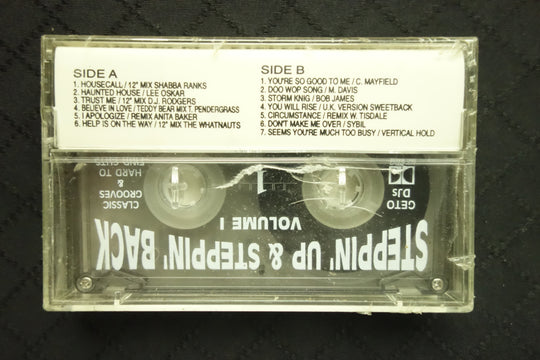 SIDE A
1. HOUSECALL / 12" MIX SHABBA RANKS
2. HAUNTED HOUSE / LEE OSKAR
3. TRUST ME / 12" MIX D.J. RODGERS
4. BELIEVE IN LOVE / TEDDY BEAR MIX T. PENDERGRASS
5. I APOLOGIZE / REMIX ANITA BAKER
6. HELP IS ON THE WAY / 12" MIX THE WHATNAUTS
SIDE B
1. YOU'RE SO GOOD TO ME / C. MAYFIELD
2. DOO WOP SONG / M. DAVIS
3. STORM KNIG / BOB JAMES
4. YOU WILL RISE / U.K. VERSION SWEETBACK
5. CIRCUMSTANCE / REMIX W. TISDALE
6. DON'T MAKE ME OVER / SYBIL
7. SEEMS YOU'RE MUCH TOO BUSY / VERTICAL HOLD
STEPPIN' UP & STEPPIN' BACK
VOLUME I
GETO
DJs
1
CLASSIC
GROOVES
&
HARD TO
FIND CUTS